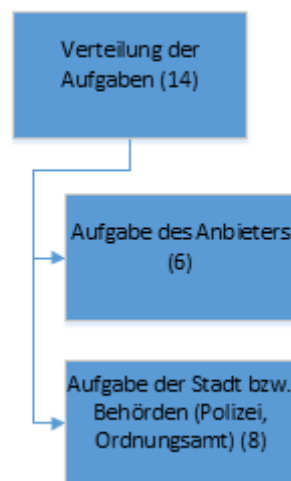 Verteilung der
Aufgaben (14)
Aufgabe des Anbieters
(6)
Aufgabe der Stadt bzw.
Behörden (Polizei,
Ordnungsamt) (8)